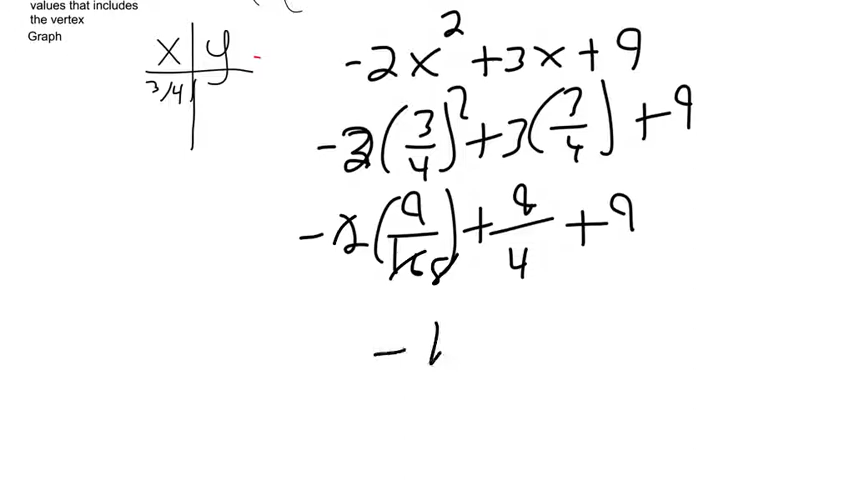 values that includes
the vertex
Graph
x | y
3/4
-2x² + 3x + 9
-2(3/4)² + 3(3/4) + 9
-2(9/16 8) + 9/4 + 9
- 1